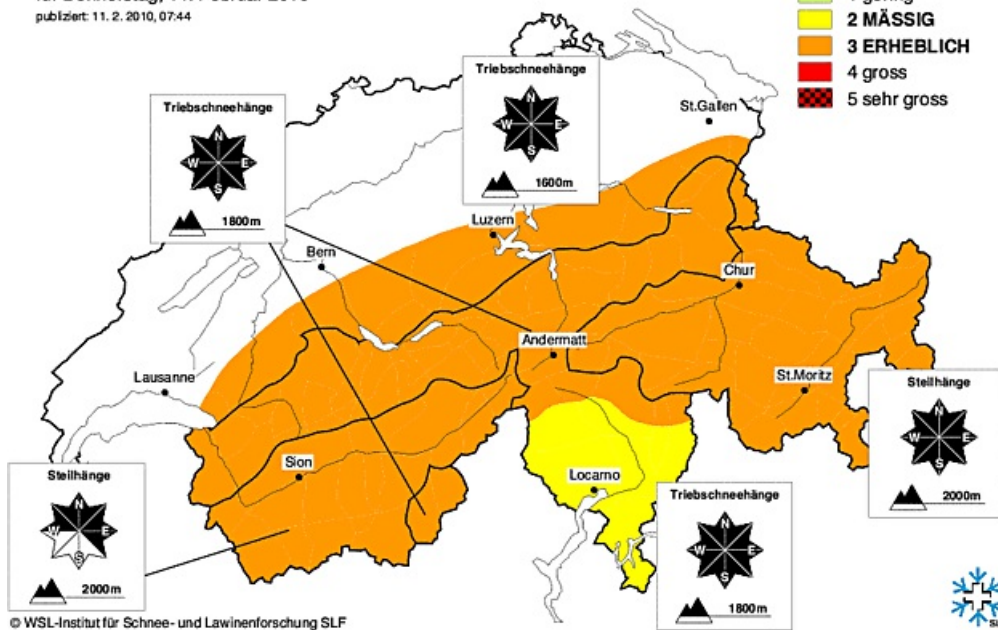 publiziert: 11. 2. 2010, 07:44
2 MÄSSIG
3 ERHEBLICH
4 gross
5 sehr gross
Triebschneehänge
N
W E
S
1600m
Triebschneehänge
N
W E
S
1800m
St.Gallen
Luzern
Bern
Chur
Andermatt
Lausanne
St.Moritz
Steilhänge
N
W E
S
2000m
Sion
Locarno
Steilhänge
N
W E
S
2000m
Triebschneehänge
N
W E
S
1800m
© WSL-Institut für Schnee- und Lawinenforschung SLF